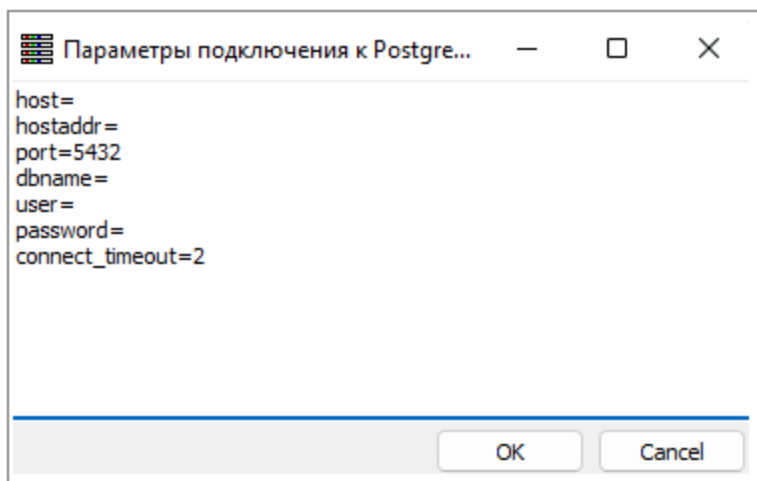 Параметры подключения к Postgre...
host=
hostaddr=
port=5432
dbname=
user=
password=
connect_timeout=2
OK
Cancel